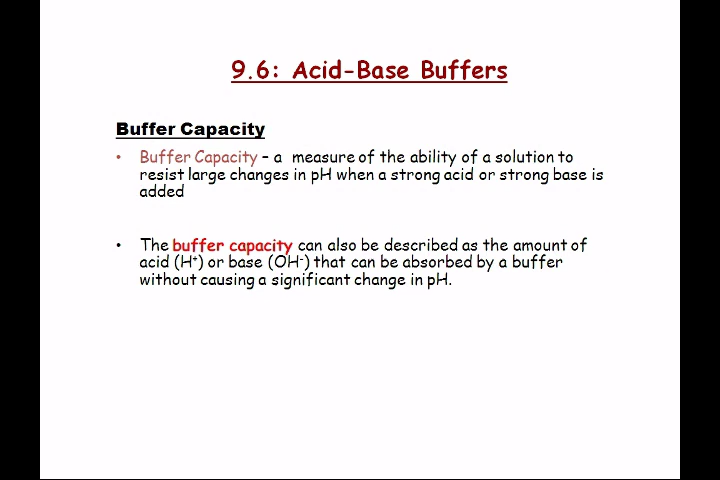 9.6: Acid-Base Buffers
Buffer Capacity
• Buffer Capacity – a measure of the ability of a solution to
resist large changes in pH when a strong acid or strong base is
added
• The buffer capacity can also be described as the amount of
acid (H⁺) or base (OH⁻) that can be absorbed by a buffer
without causing a significant change in pH.